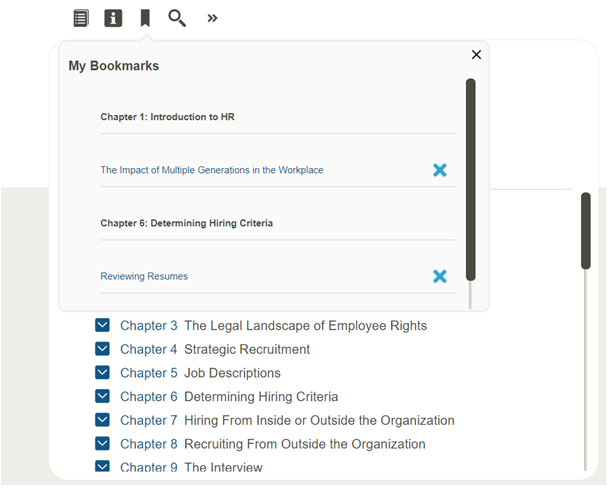 My Bookmarks
Chapter 1: Introduction to HR
The Impact of Multiple Generations in the Workplace
Chapter 6: Determining Hiring Criteria
Reviewing Resumes
Chapter 3 The Legal Landscape of Employee Rights
Chapter 4 Strategic Recruitment
Chapter 5 Job Descriptions
Chapter 6 Determining Hiring Criteria
Chapter 7 Hiring From Inside or Outside the Organization
Chapter 8 Recruiting From Outside the Organization
Chapter 9 The Interview